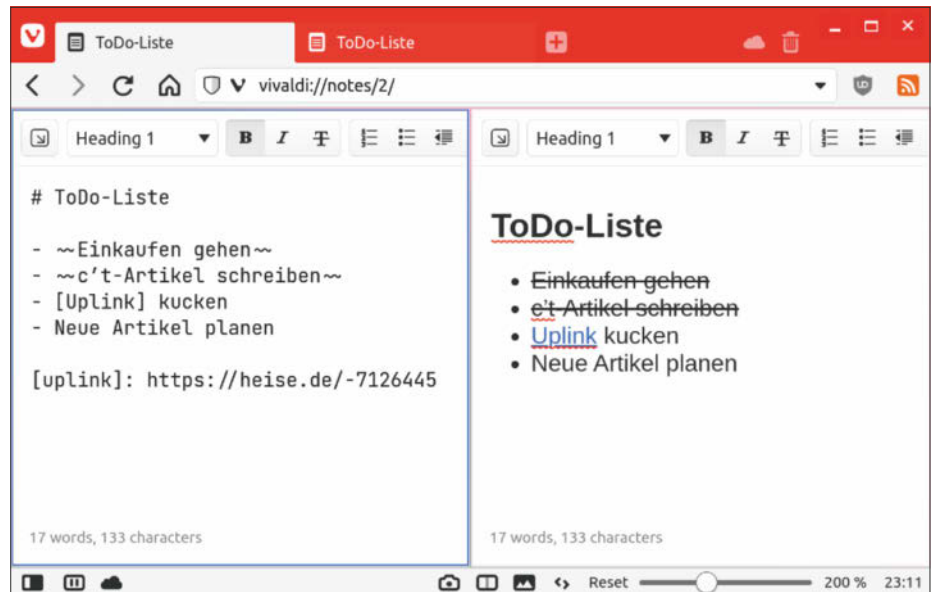 ToDo-Liste
ToDo-Liste
vivaldi://notes/2/
Heading 1 B I T
# ToDo-Liste
- ~~Einkaufen gehen~~
- ~~c't-Artikel schreiben~~
- [Uplink] kucken
- Neue Artikel planen
[uplink]: https://heise.de/-7126445
17 words, 133 characters
Heading 1 B I T
ToDo-Liste
• Einkaufen gehen
• c't-Artikel schreiben
• Uplink kucken
• Neue Artikel planen
17 words, 133 characters
Reset 200 % 23:11